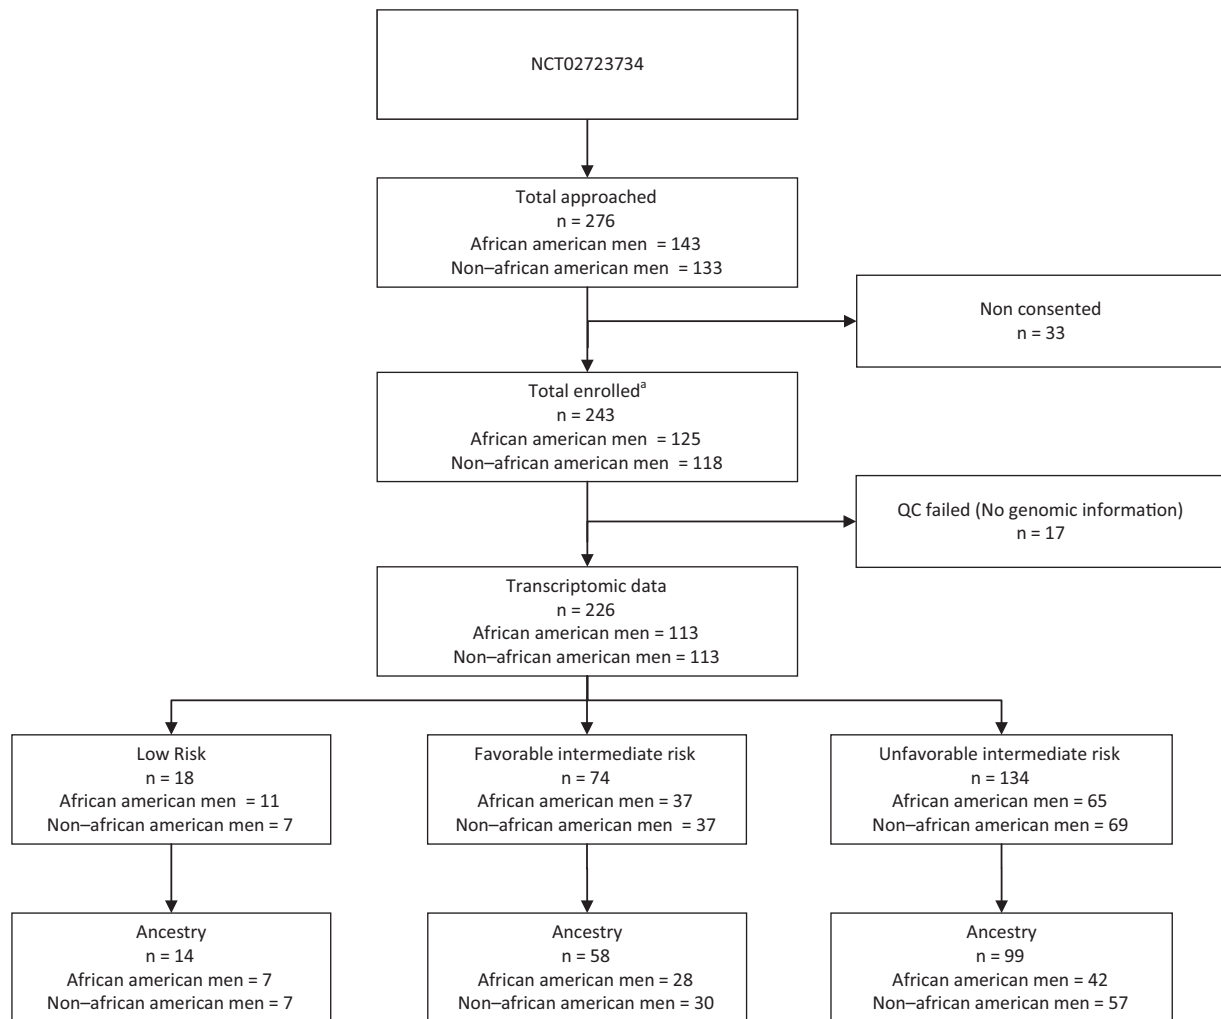 NCT02723734
Total approached
n = 276
African american men  = 143
Non–african american men = 133
Non consented
n = 33
Total enrolledª
n = 243
African american men  = 125
Non–african american men = 118
QC failed (No genomic information)
n = 17
Transcriptomic data
n = 226
African american men = 113
Non–african american men = 113
Low Risk
n = 18
African american men  = 11
Non–african american men = 7
Favorable intermediate risk
n = 74
African american men = 37
Non–african american men = 37
Unfavorable intermediate risk
n = 134
African american men = 65
Non–african american men = 69
Ancestry
n = 14
African american men = 7
Non–african american men = 7
Ancestry
n = 58
African american men = 28
Non–african american men = 30
Ancestry
n = 99
African american men = 42
Non–african american men = 57